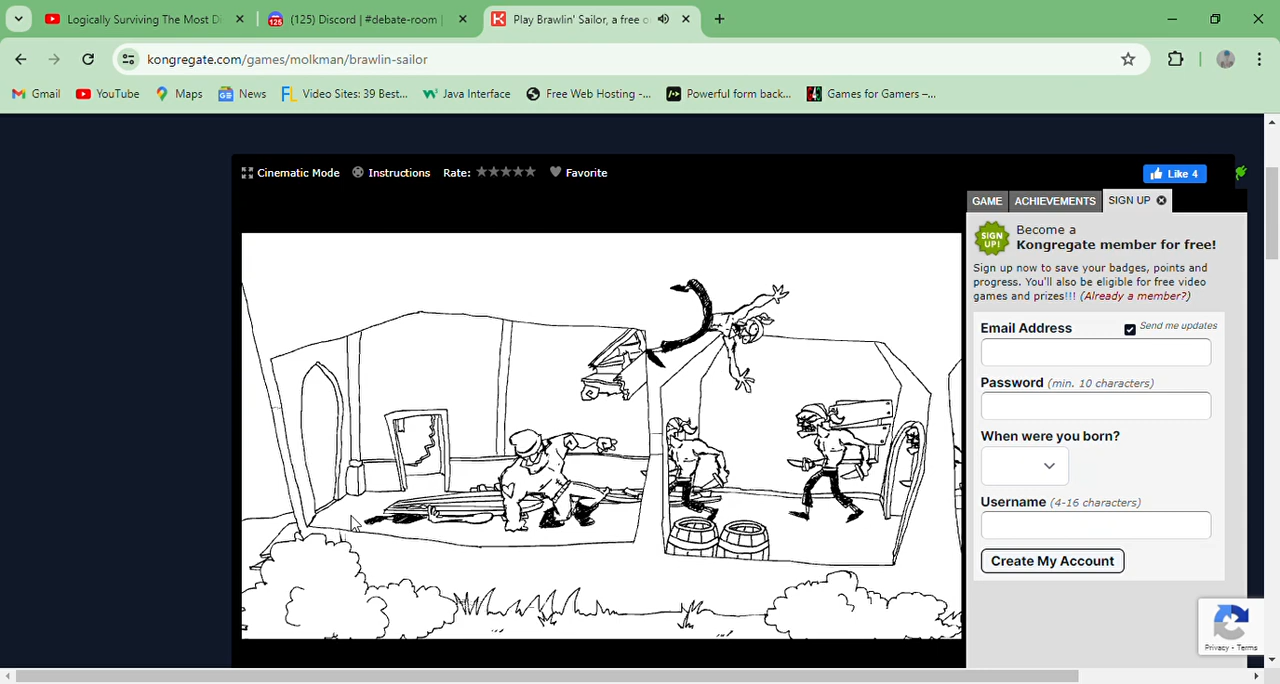 Logically Surviving The Most Di
(125) Discord | #debate-room |
Play Brawlin' Sailor, a free o
kongregate.com/games/molkman/brawlin-sailor
Gmail
YouTube
Maps
News
Video Sites: 39 Best...
Java Interface
Free Web Hosting -...
Powerful form back...
Games for Gamers –...
Cinematic Mode
Instructions
Rate:
Favorite
Like 4
GAME
ACHIEVEMENTS
SIGN UP
SIGN
UP!
Become a
Kongregate member for free!
Sign up now to save your badges, points and
progress. You'll also be eligible for free video
games and prizes!!! (Already a member?)
Email Address
Send me updates
Password (min. 10 characters)
When were you born?
Username (4-16 characters)
Create My Account
Privacy - Terms